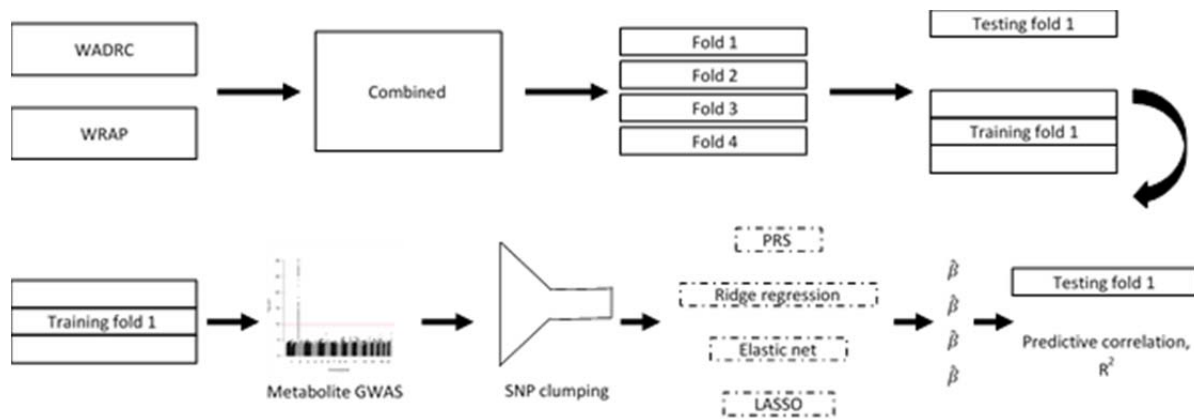 WADRC
WRAP
Combined
Fold 1
Fold 2
Fold 3
Fold 4
Testing fold 1
Training fold 1
Training fold 1
Metabolite GWAS
SNP clumping
PRS
Ridge regression
Elastic net
LASSO
β̂
β̂
β̂
β̂
Testing fold 1
Predictive correlation,
R²